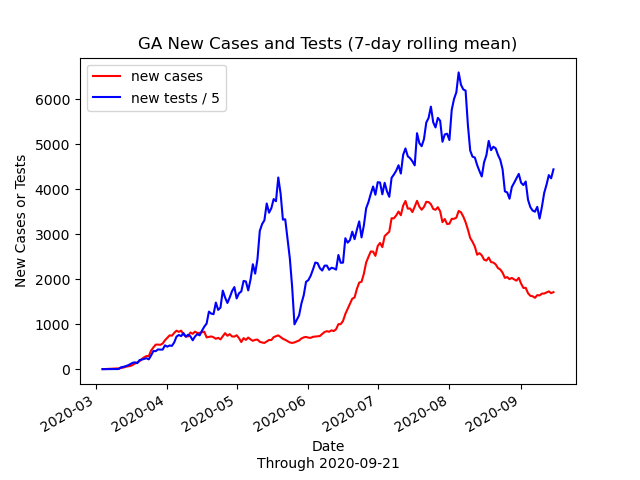 GA New Cases and Tests (7-day rolling mean)
new cases
new tests / 5
New Cases or Tests
6000
5000
4000
3000
2000
1000
0
2020-03
2020-04
2020-05
2020-06
2020-07
2020-08
2020-09
Date
Through 2020-09-21